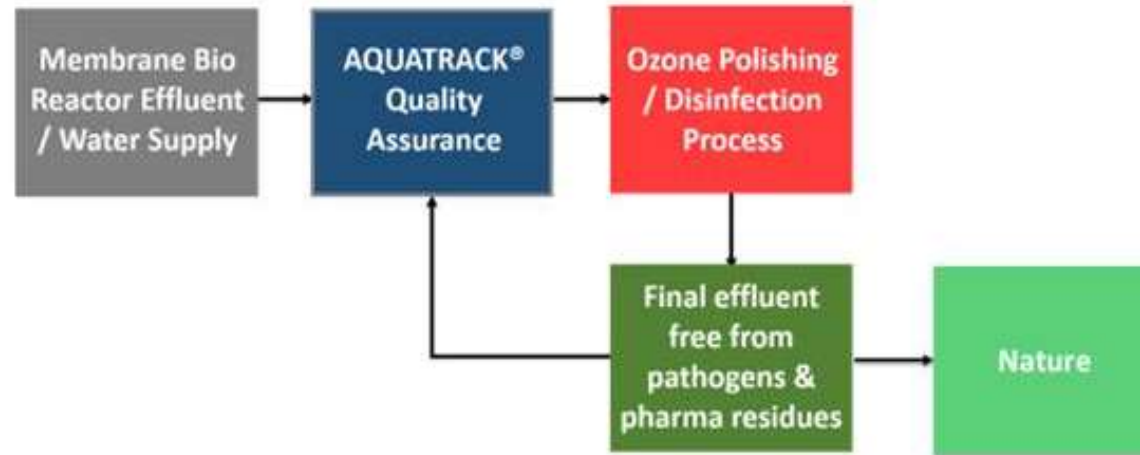 Membrane Bio
Reactor Effluent
/ Water Supply
AQUATRACK®
Quality
Assurance
Ozone Polishing
/ Disinfection
Process
Final effluent
free from
pathogens &
pharma residues
Nature